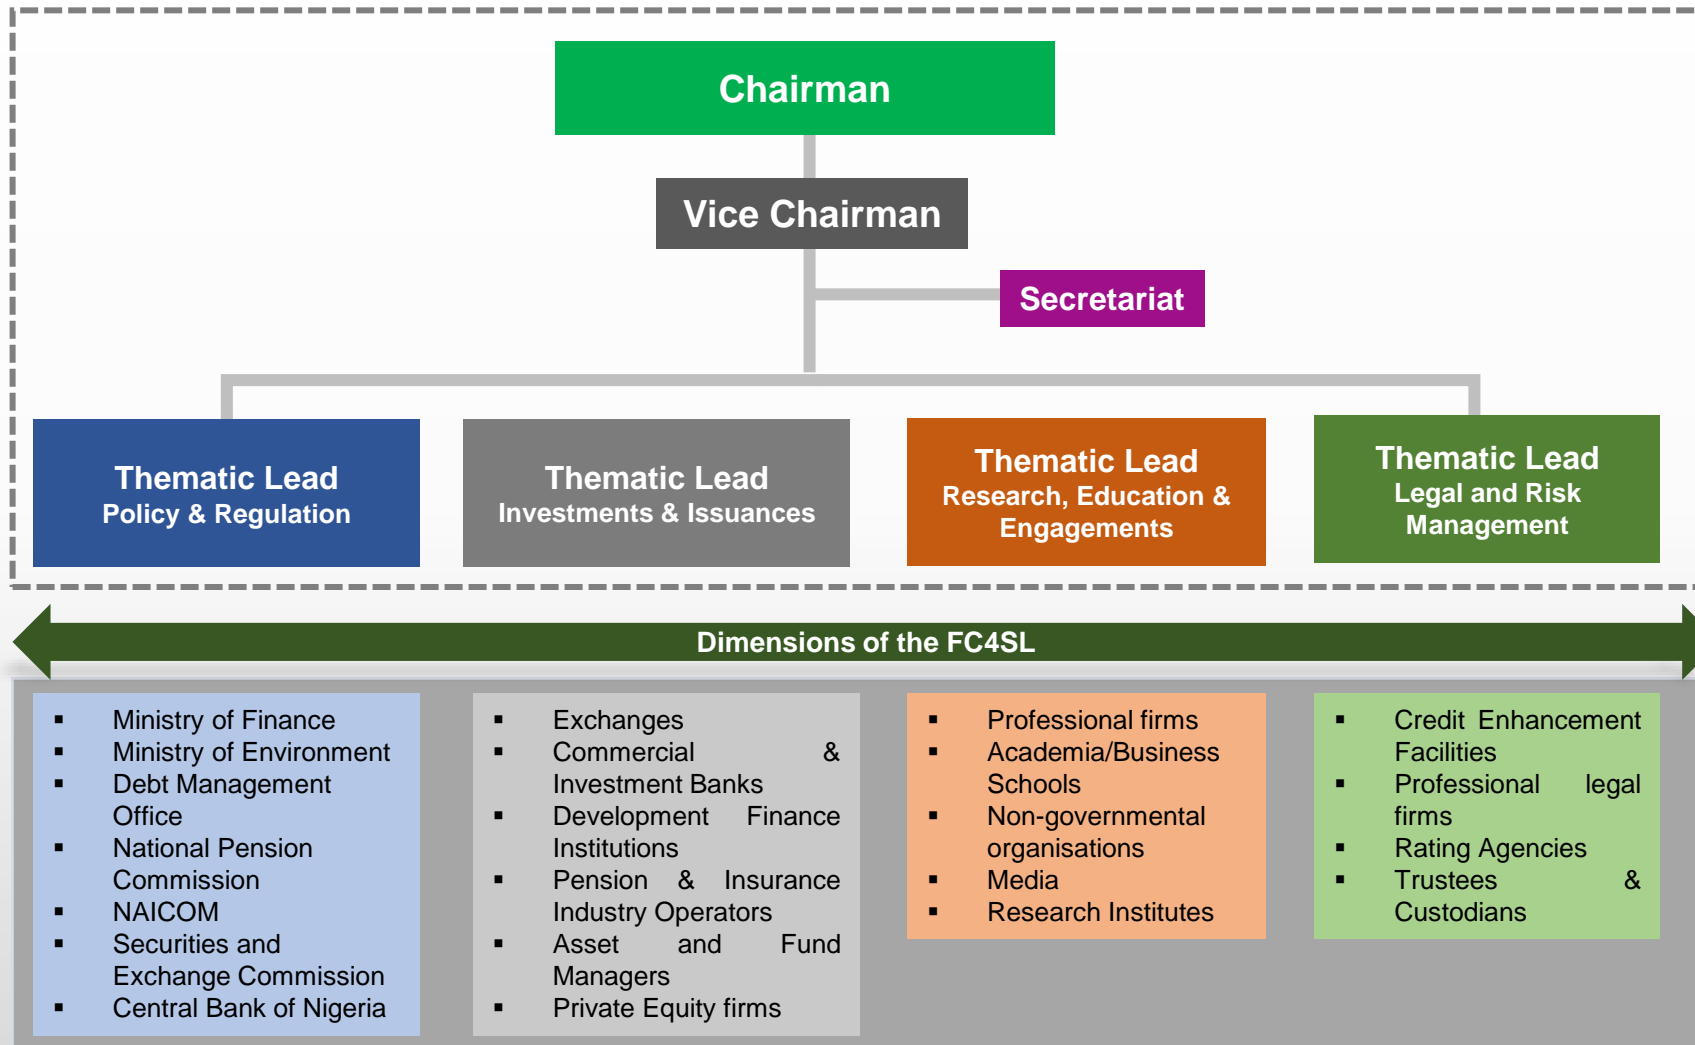 Chairman
Vice Chairman
Secretariat
Thematic Lead
Policy & Regulation
Thematic Lead
Investments & Issuances
Thematic Lead
Research, Education &
Engagements
Thematic Lead
Legal and Risk
Management
Dimensions of the FC4SL
▪ Ministry of Finance
▪ Ministry of Environment
▪ Debt Management
Office
▪ National Pension
Commission
▪ NAICOM
▪ Securities and
Exchange Commission
▪ Central Bank of Nigeria
▪ Exchanges
▪ Commercial &
Investment Banks
▪ Development Finance
Institutions
▪ Pension & Insurance
Industry Operators
▪ Asset and Fund
Managers
▪ Private Equity firms
▪ Professional firms
▪ Academia/Business
Schools
▪ Non-governmental
organisations
▪ Media
▪ Research Institutes
▪ Credit Enhancement
Facilities
▪ Professional legal
firms
▪ Rating Agencies
▪ Trustees &
Custodians